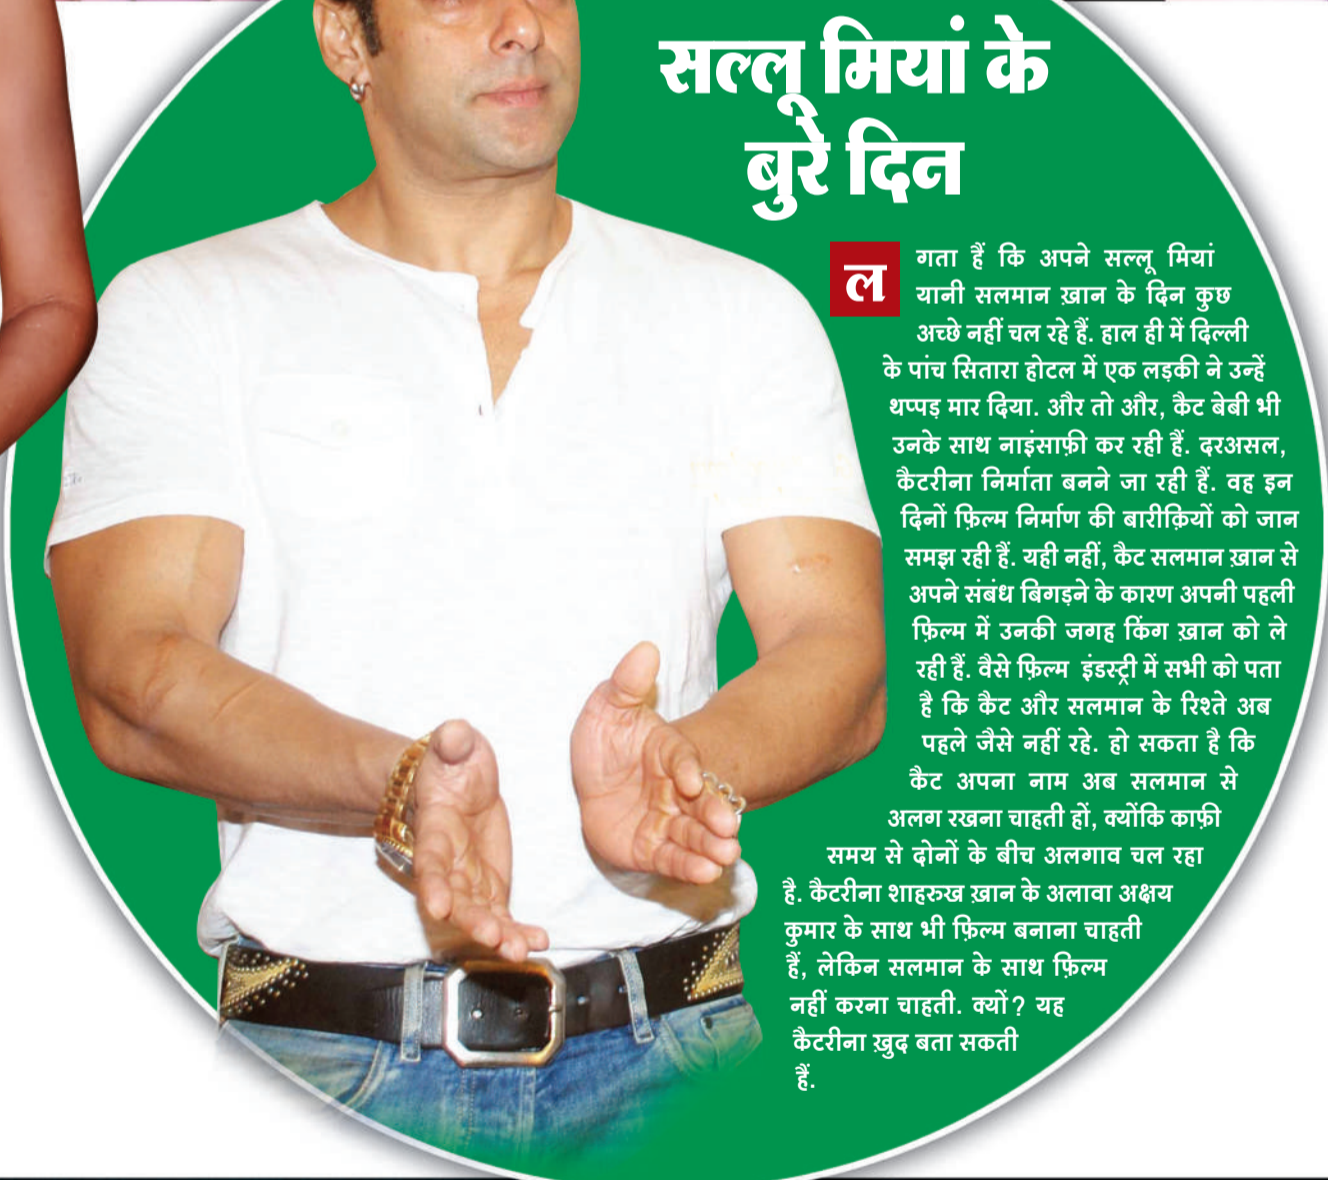 सल्लू मियां के
बुरे दिन
लगता हैं कि अपने सल्लू मियां
यानी सलमान ख़ान के दिन कुछ
अच्छे नहीं चल रहे हैं. हाल ही में दिल्ली
के पांच सितारा होटल में एक लड़की ने उन्हें
थप्पड़ मार दिया. और तो और, कैट बेबी भी
उनके साथ नाइंसाफ़ी कर रही हैं. दरअसल,
कैटरीना निर्माता बनने जा रही हैं. वह इन
दिनों फ़िल्म निर्माण की बारीक़ियों को जान
समझ रही हैं. यही नहीं, कैट सलमान ख़ान से
अपने संबंध बिगड़ने के कारण अपनी पहली
फ़िल्म में उनकी जगह किंग ख़ान को ले
रही हैं. वैसे फ़िल्म इंडस्ट्री में सभी को पता
है कि कैट और सलमान के रिश्ते अब
पहले जैसे नहीं रहे. हो सकता है कि
कैट अपना नाम अब सलमान से
अलग रखना चाहती हों, क्योंकि काफ़ी
समय से दोनों के बीच अलगाव चल रहा
है. कैटरीना शाहरुख ख़ान के अलावा अक्षय
कुमार के साथ भी फ़िल्म बनाना चाहती
हैं, लेकिन सलमान के साथ फ़िल्म
नहीं करना चाहती. क्यों? यह
कैटरीना ख़ुद बता सकती
हैं.